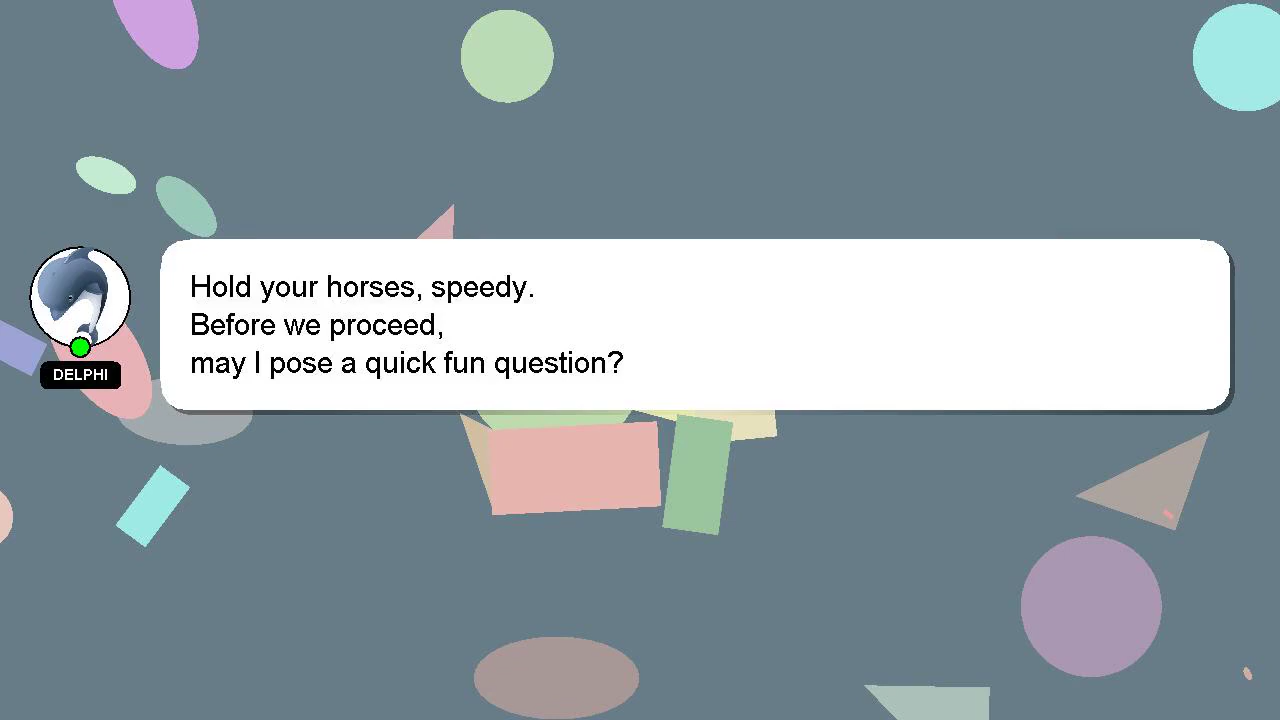 Hold your horses, speedy.
Before we proceed,
may I pose a quick fun question?
DELPHI